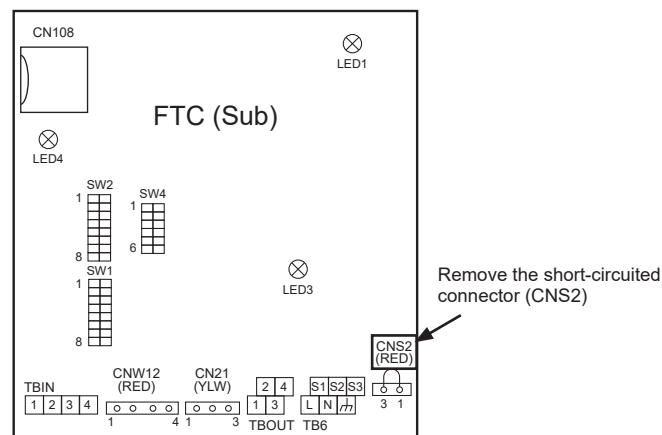 CN108
LED1
FTC (Sub)
LED4
SW2
1
8
SW4
1
6
SW1
1
8
LED3
Remove the short-circuited
connector (CNS2)
CNS2
(RED)
3 1
TBIN
1 2 3 4
CNW12
(RED)
1 4
CN21
(YLW)
1 3
2 4
1 3
TBOUT
S1 S2 S3
L N
TB6